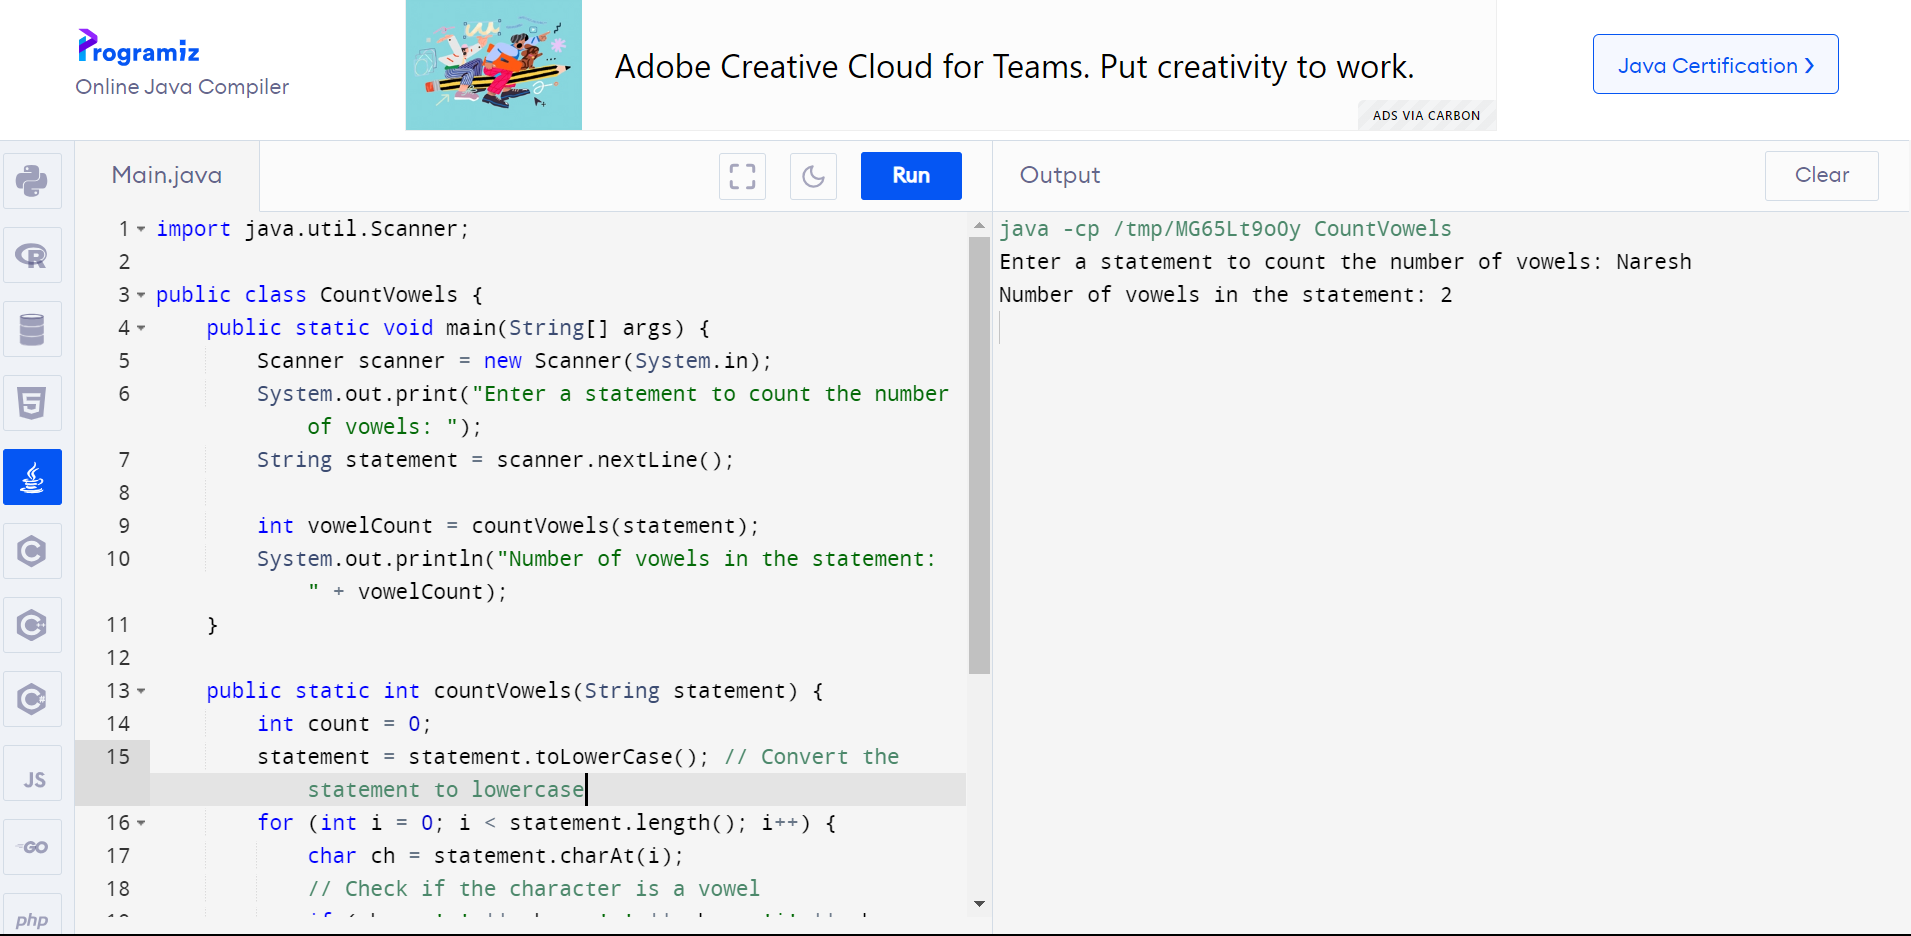 Programiz
Online Java Compiler
Adobe Creative Cloud for Teams. Put creativity to work.
ADS VIA CARBON
Java Certification
Main.java
Run
Output
Clear
1 import java.util.Scanner;
2
3 public class CountVowels {
4 public static void main(String[] args) {
5 Scanner scanner = new Scanner(System.in);
6 System.out.print("Enter a statement to count the number
of vowels: ");
7 String statement = scanner.nextLine();
8
9 int vowelCount = countVowels(statement);
10 System.out.println("Number of vowels in the statement:
" + vowelCount);
11 }
12
13 public static int countVowels(String statement) {
14 int count = 0;
15 statement = statement.toLowerCase(); // Convert the
statement to lowercase
16 for (int i = 0; i < statement.length(); i++) {
17 char ch = statement.charAt(i);
18 // Check if the character is a vowel
java -cp /tmp/MG65Lt9oOy CountVowels
Enter a statement to count the number of vowels: Naresh
Number of vowels in the statement: 2
R
5
C
C++
C#
JS
GO
php